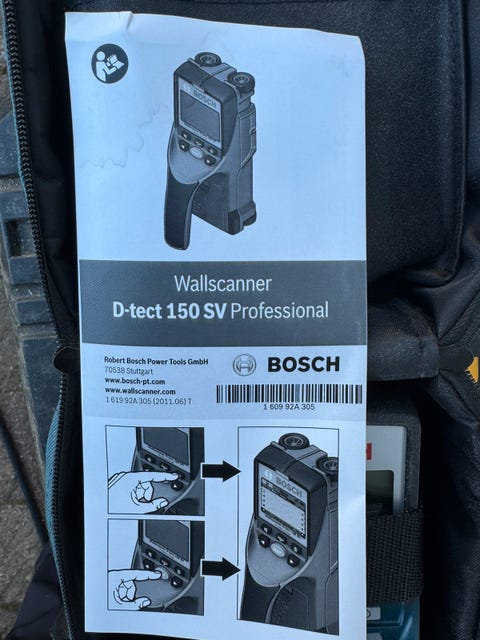 BOSCH
Wallscanner
D-tect 150 SV Professional
Robert Bosch Power Tools GmbH
70538 Stuttgart
www.bosch-pt.com
www.wallscanner.com
1 619 92A 305 (2011.06) T
BOSCH
1 609 92A 305
BOSCH